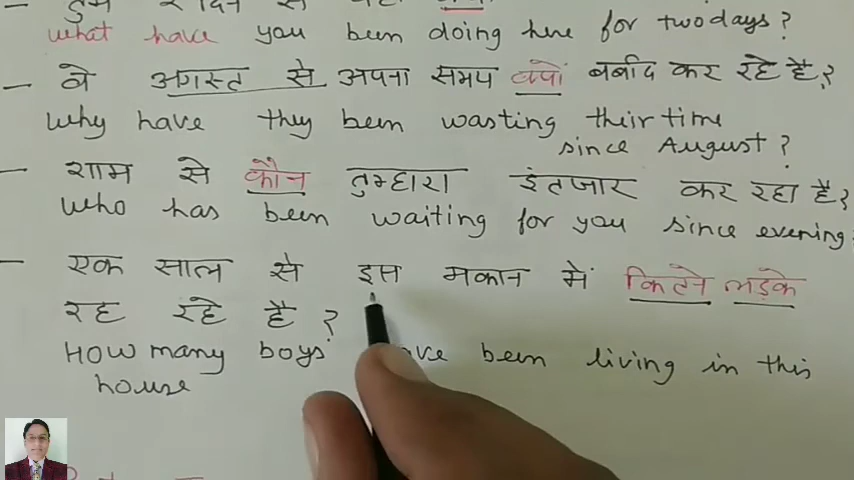 what have you been doing here for two days?
— वे अगस्त से अपना समय क्यों बर्बाद कर रहे हैं?
why have they been wasting their time
since August?
— शाम से कौन तुम्हारा इंतजार कर रहा है?
who has been waiting for you since evening?
— एक साल से इस मकान में कितने लड़के
रह रहे हैं?
How many boys have been living in this
house